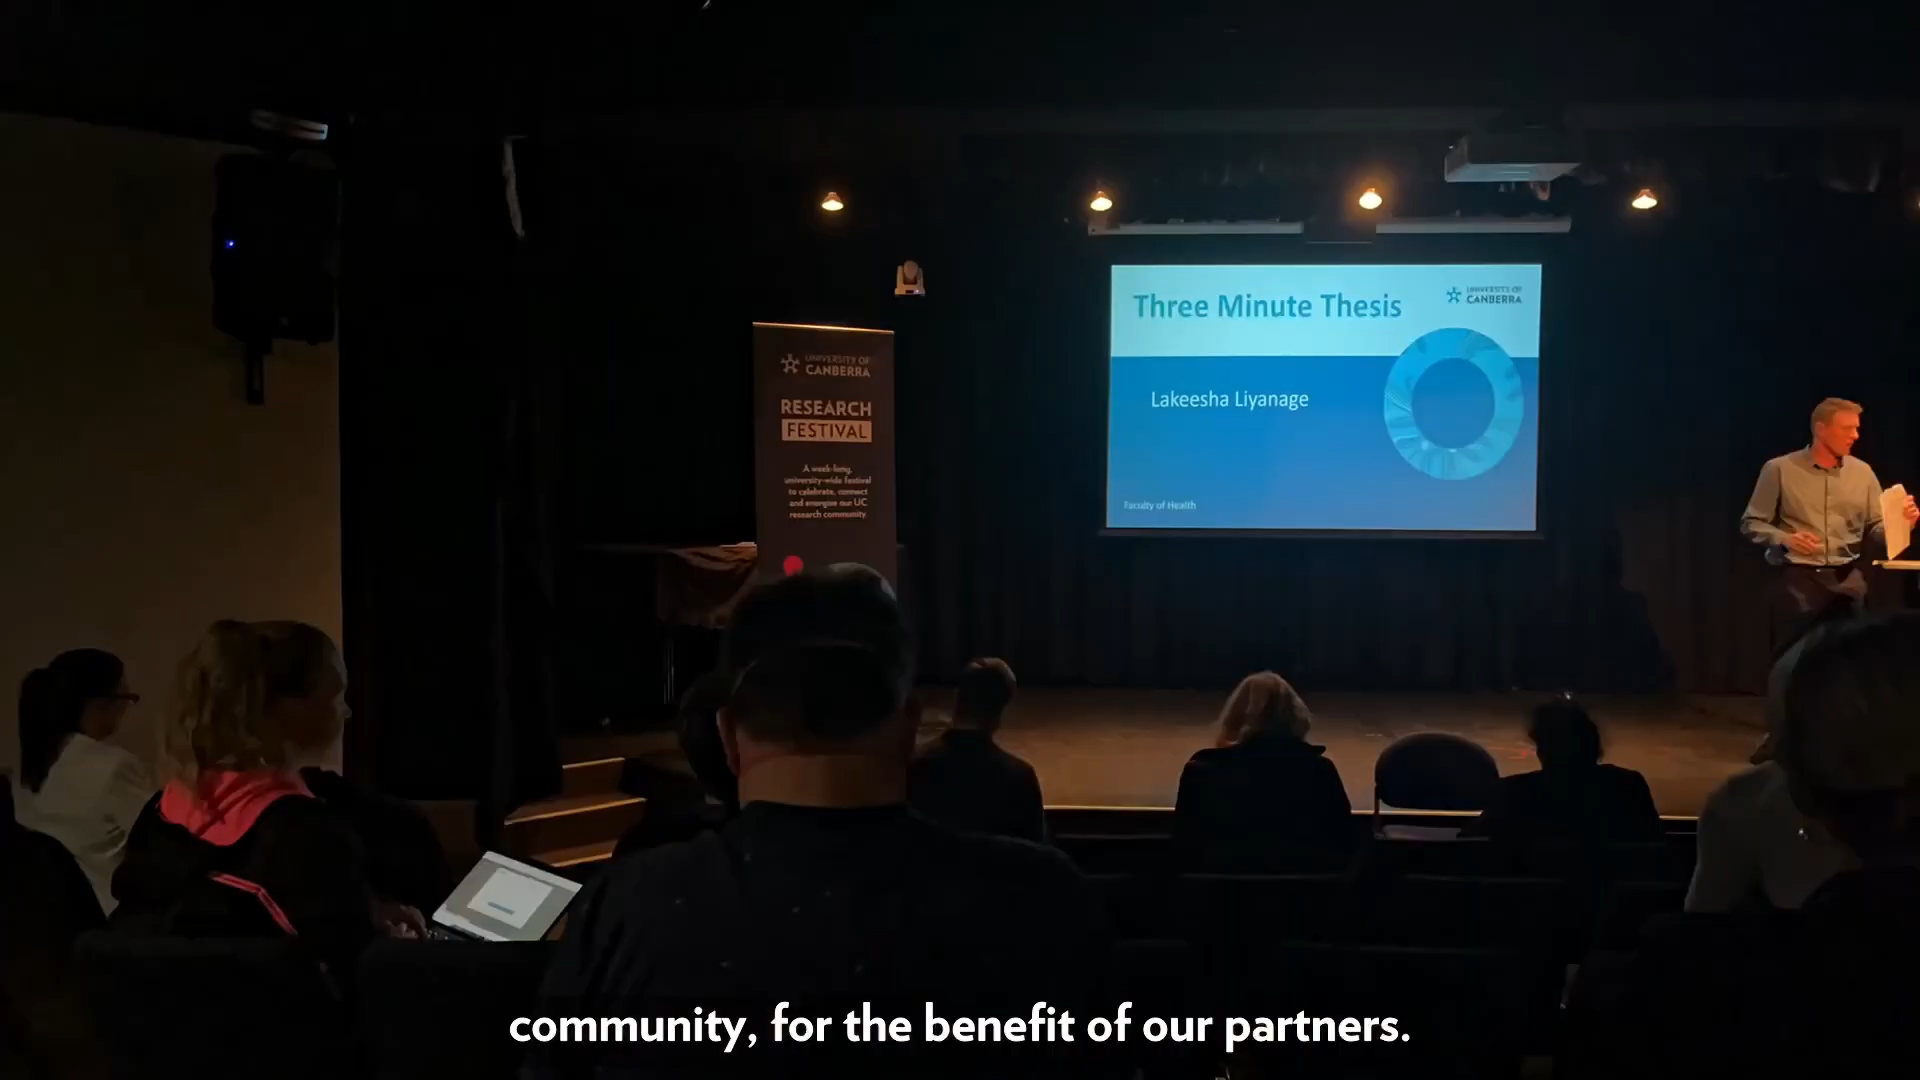 Three Minute Thesis
UNIVERSITY OF
CANBERRA
Lakeesha Liyanage
Faculty of Health
UNIVERSITY OF
CANBERRA
RESEARCH
FESTIVAL
A week-long,
university-wide festival
to celebrate, connect
and energise our UC
research community
community, for the benefit of our partners.